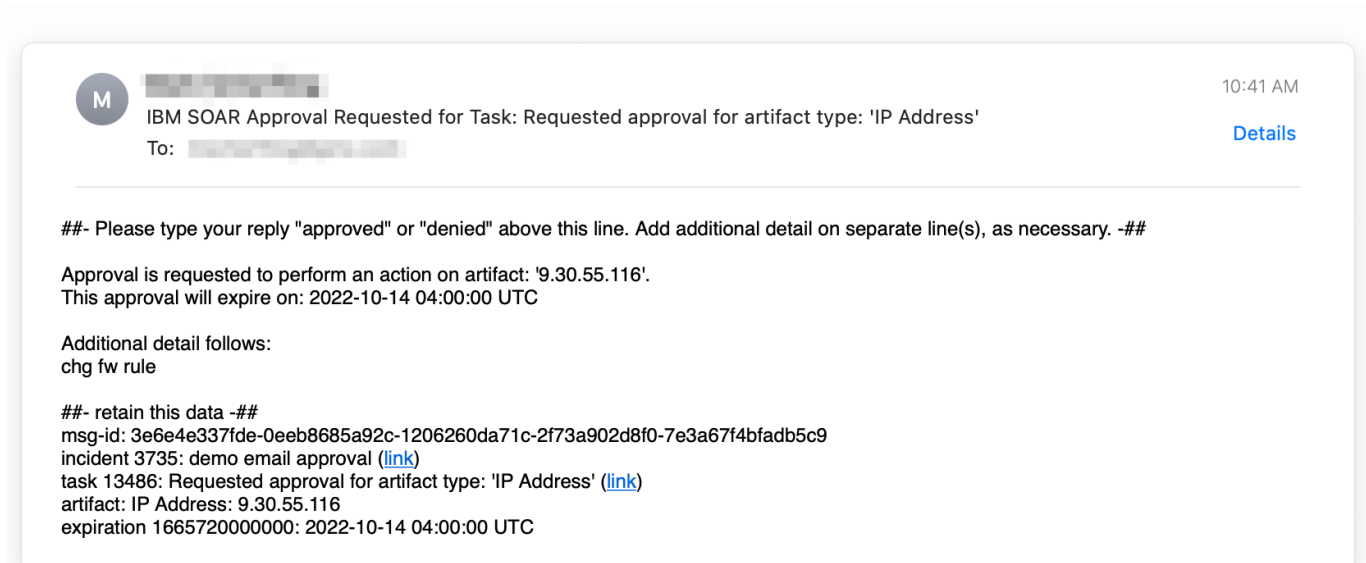 M
10:41 AM
IBM SOAR Approval Requested for Task: Requested approval for artifact type: 'IP Address'
To:
Details
##- Please type your reply "approved" or "denied" above this line. Add additional detail on separate line(s), as necessary. -##
Approval is requested to perform an action on artifact: '9.30.55.116'.
This approval will expire on: 2022-10-14 04:00:00 UTC
Additional detail follows:
chg fw rule
##- retain this data -##
msg-id: 3e6e4e337fde-0eeb8685a92c-1206260da71c-2f73a902d8f0-7e3a67f4bfadb5c9
incident 3735: demo email approval (link)
task 13486: Requested approval for artifact type: 'IP Address' (link)
artifact: IP Address: 9.30.55.116
expiration 1665720000000: 2022-10-14 04:00:00 UTC